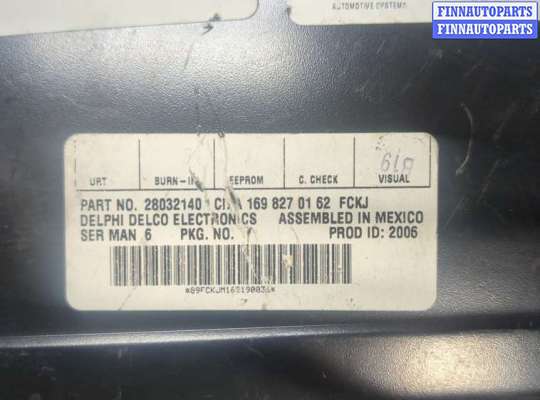 AUTOMOTIVE SYSTEMS
FINNAUTOPARTS
FINNAUTOPARTS
URT BURN-IN EEPROM C. CHECK VISUAL
PART NO. 28032140 A 169 827 01 62 FCKJ
DELPHI DELCO ELECTRONICS ASSEMBLED IN MEXICO
SER MAN 6 PKG. NO. PROD ID: 2006